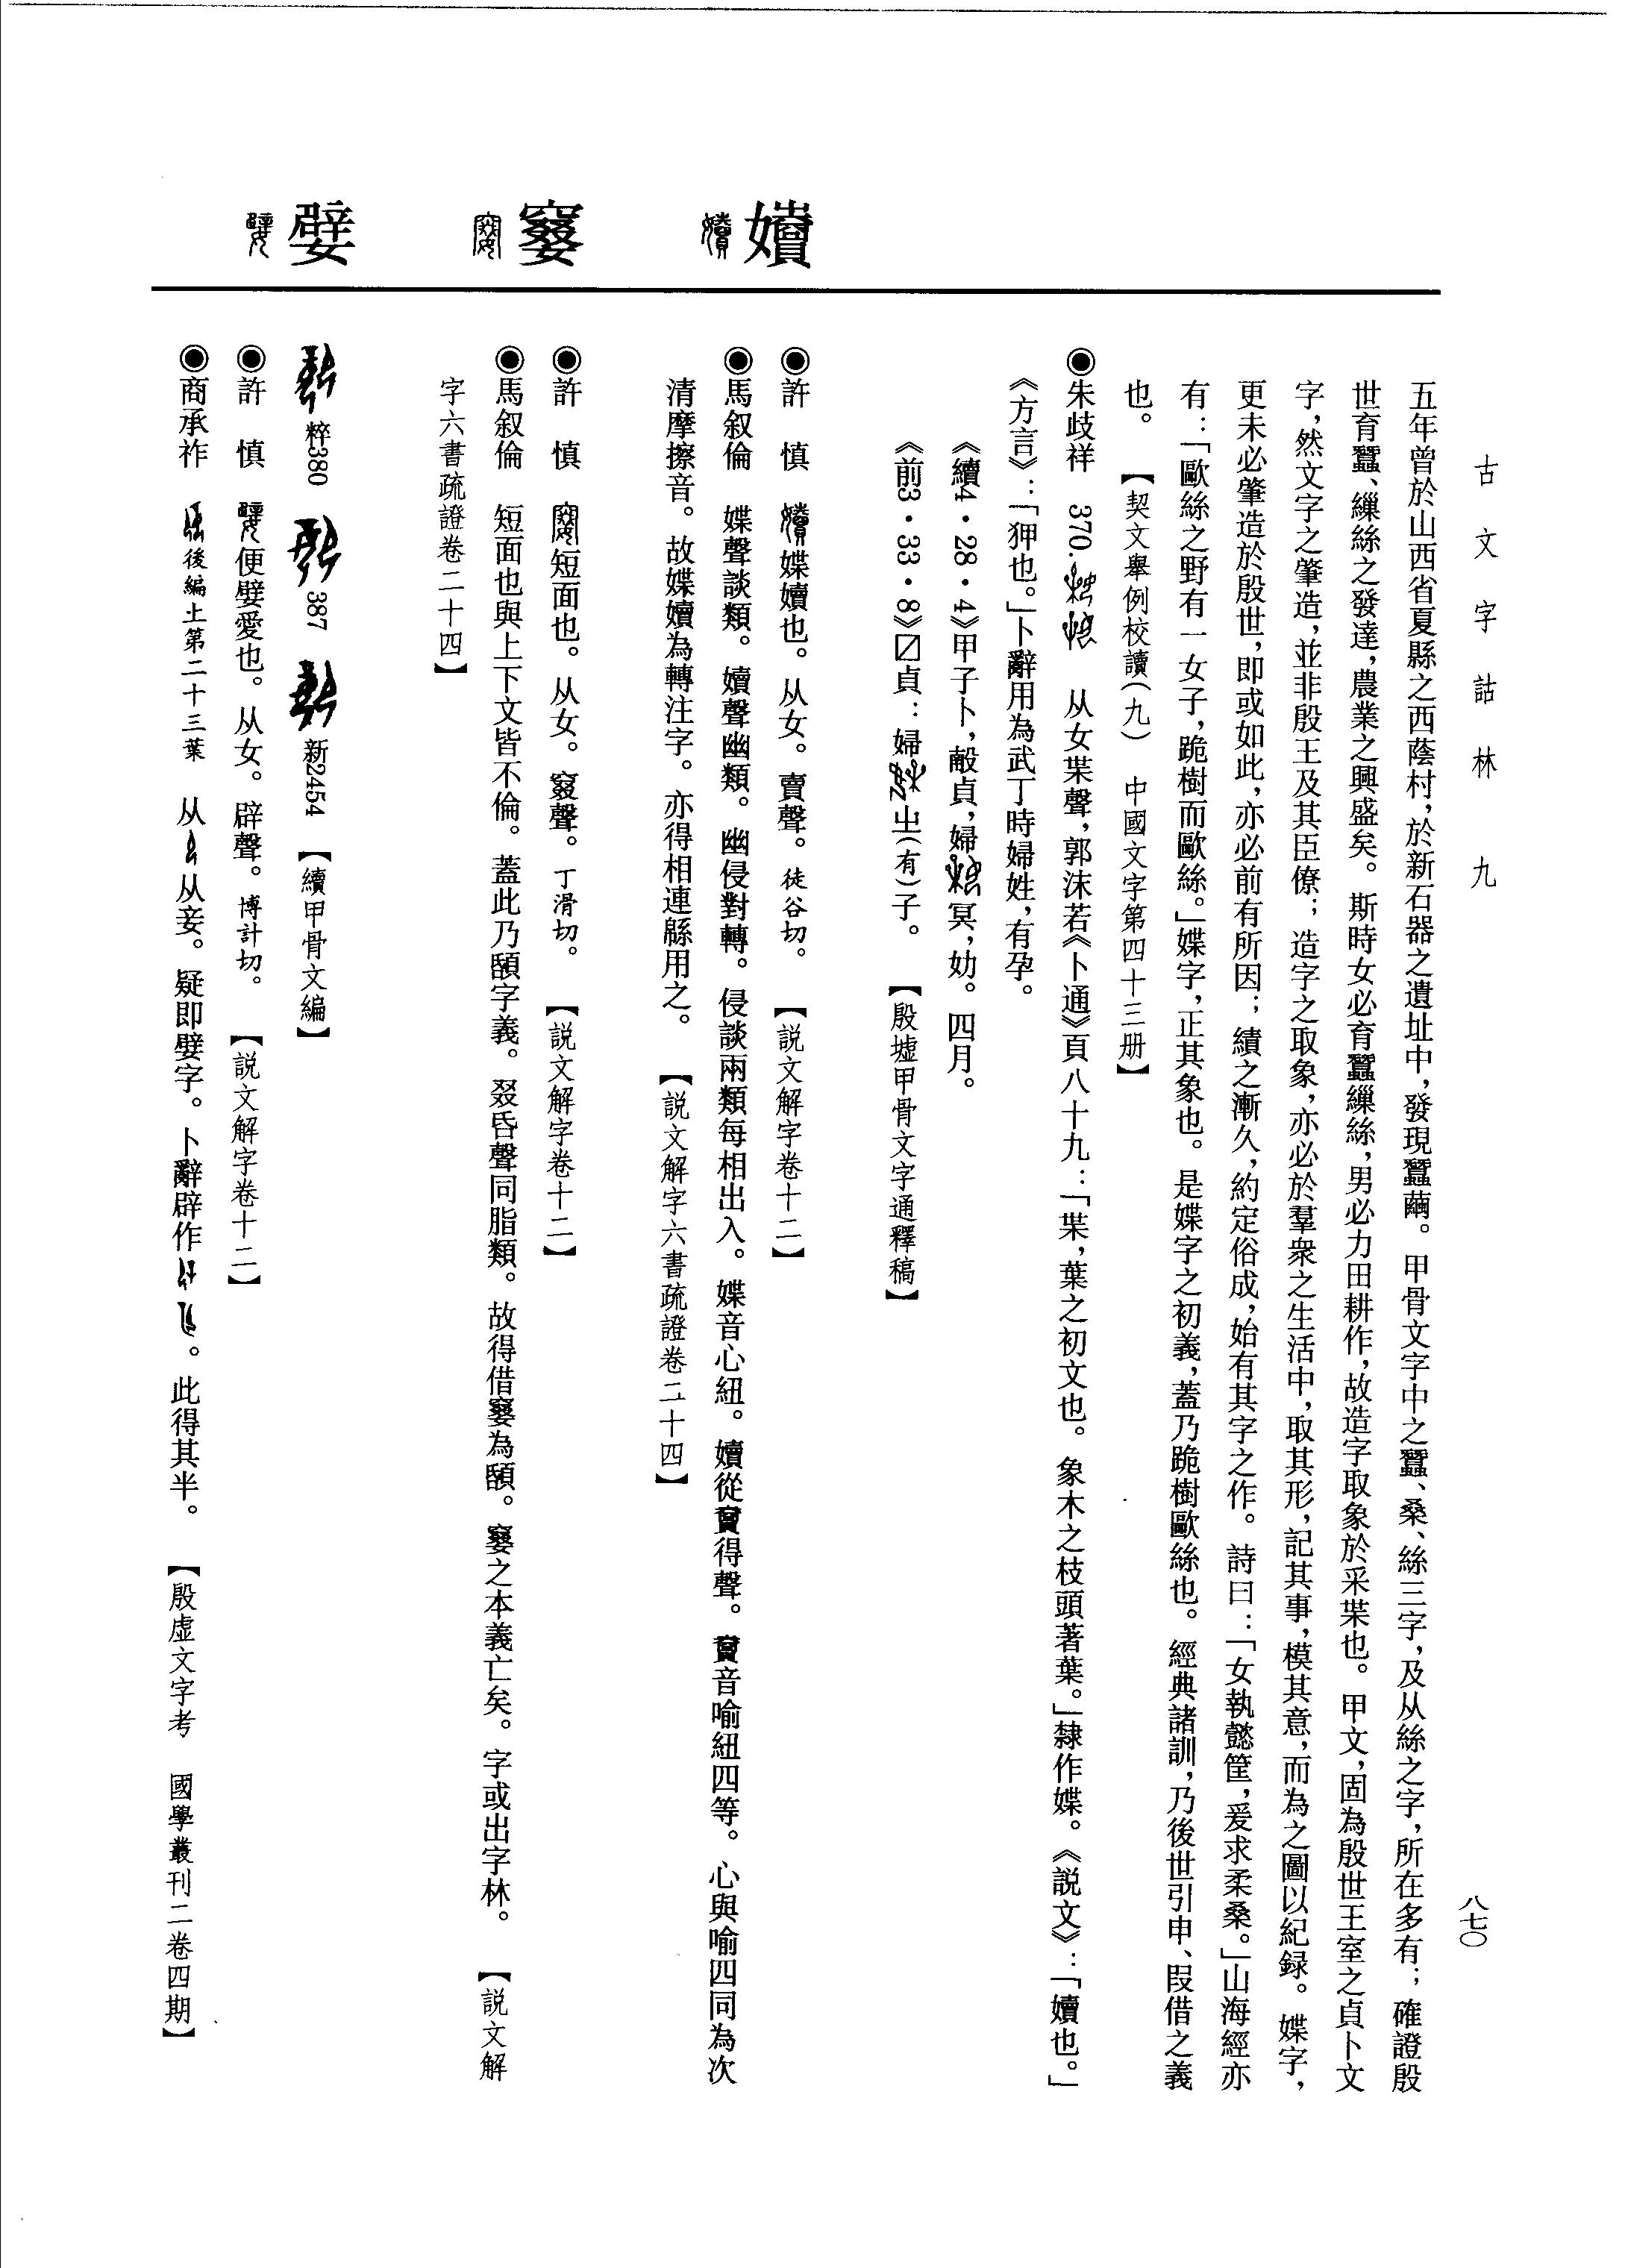 古文字詁林　九
八七〇
五年曾於山西省夏縣之西蔭村，於新石器之遺址中，發現蠶繭。甲骨文字中之蠶、桑、絲三字，及从絲之字，所在多有；確證殷
世育蠶、繅絲之發達，農業之興盛矣。斯時女必育蠶繅絲，男必力田耕作，故造字取象於采枼也。甲文，固為殷世王室之貞卜文
字，然文字之肇造，並非殷王及其臣僚；造字之取象，亦必於羣衆之生活中，取其形，記其事，模其意，而為之圖以紀録。媟字，
更未必肇造於殷世，即或如此，亦必前有所因；績之漸久，約定俗成，始有其字之作。詩曰：「女執懿筐，爰求柔桑。」山海經亦
有：「歐絲之野有一女子，跪樹而歐絲。」媟字，正其象也。是媟字之初義，蓋乃跪樹歐絲也。經典諸訓，乃後世引申、叚借之義
也。【契文舉例校讀（九）　中國文字第四十三册】
◉朱歧祥　370.　从女枼聲，郭沫若《卜通》頁八十九：「枼，葉之初文也。象木之枝頭著葉。」隸作媟。《説文》：「嬻也。」
《方言》：「狎也。」卜辭用為武丁時婦姓，有孕。
《續4·28·4》甲子卜，㱿貞，婦冥，妫。四月。
《前3·33·8》☑貞：婦㞢（有）子。【殷墟甲骨文字通釋稿】
嬻
◉許　慎　媟嬻也。从女。𧶠聲。徒谷切。【説文解字卷十二】
◉馬叙倫　媟聲談類。嬻聲幽類。幽侵對轉。侵談兩類每相出入。媟音心紐。嬻從𧶠得聲。𧶠音喻紐四等。心與喻四同為次
清摩擦音。故媟嬻為轉注字。亦得相連緜用之。【説文解字六書疏證卷二十四】
窡
◉許　慎　短面也。从女。窡聲。丁滑切。【説文解字卷十二】
◉馬叙倫　短面也與上下文皆不倫。蓋此乃頢字義。叕昏聲同脂類。故得借為頢。之本義亡矣。字或出字林。【説文解
字六書疏證卷二十四】
嬖
粹380　387　新2454　【續甲骨文編】
◉許　慎　便嬖愛也。从女。辟聲。博計切。【説文解字卷十二】
◉商承祚　後編上第二十三葉　从从妾。疑即嬖字。卜辭辟作。此得其半。【殷虛文字考　國學叢刊二卷四期】